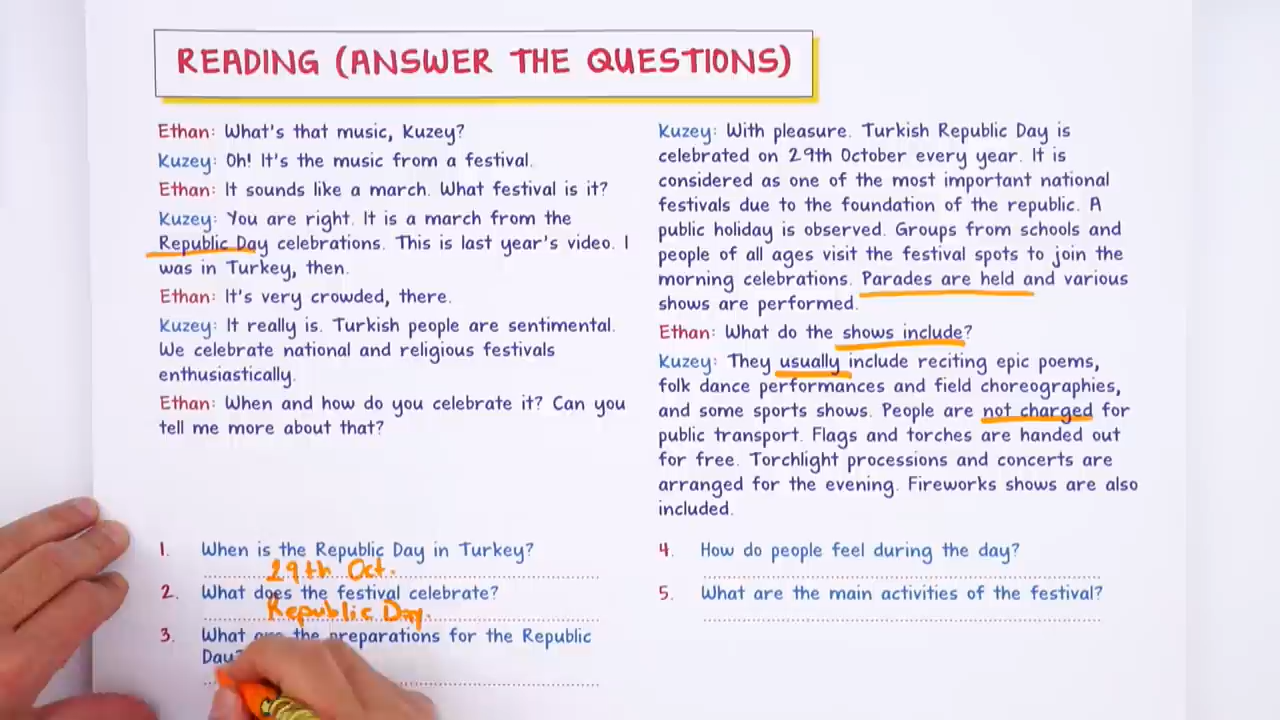 READING (ANSWER THE QUESTIONS)
Ethan: What's that music, Kuzey?
Kuzey: Oh! It's the music from a festival.
Ethan: It sounds like a march. What festival is it?
Kuzey: You are right. It is a march from the
Republic Day celebrations. This is last year's video. I
was in Turkey, then.
Ethan: It's very crowded, there.
Kuzey: It really is. Turkish people are sentimental.
We celebrate national and religious festivals
enthusiastically.
Ethan: When and how do you celebrate it? Can you
tell me more about that?
Kuzey: With pleasure. Turkish Republic Day is
celebrated on 29th October every year. It is
considered as one of the most important national
festivals due to the foundation of the republic. A
public holiday is observed. Groups from schools and
people of all ages visit the festival spots to join the
morning celebrations. Parades are held and various
shows are performed.
Ethan: What do the shows include?
Kuzey: They usually include reciting epic poems,
folk dance performances and field choreographies,
and some sports shows. People are not charged for
public transport. Flags and torches are handed out
for free. Torchlight processions and concerts are
arranged for the evening. Fireworks shows are also
included.
1. When is the Republic Day in Turkey?
29th Oct.
2. What does the festival celebrate?
Republic Day.
3. What are the preparations for the Republic
Day?
4. How do people feel during the day?
5. What are the main activities of the festival?